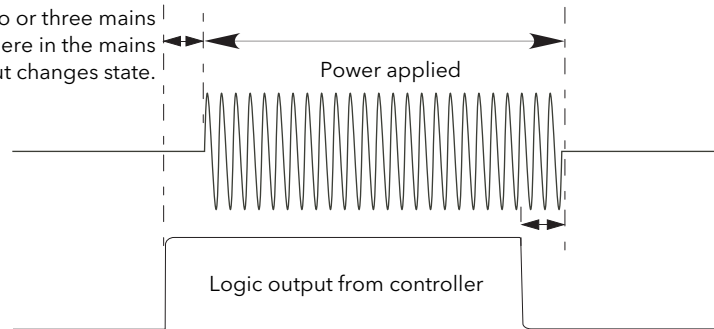 o or three mains
ere in the mains
ut changes state.
Power applied
Logic output from controller